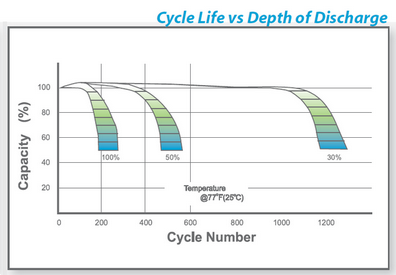 Cycle Life vs Depth of Discharge
Capacity (%)
100
80
60
40
20
100%
50%
30%
Temperature
@77°F(25°C)
0 200 400 600 800 1000 1200
Cycle Number